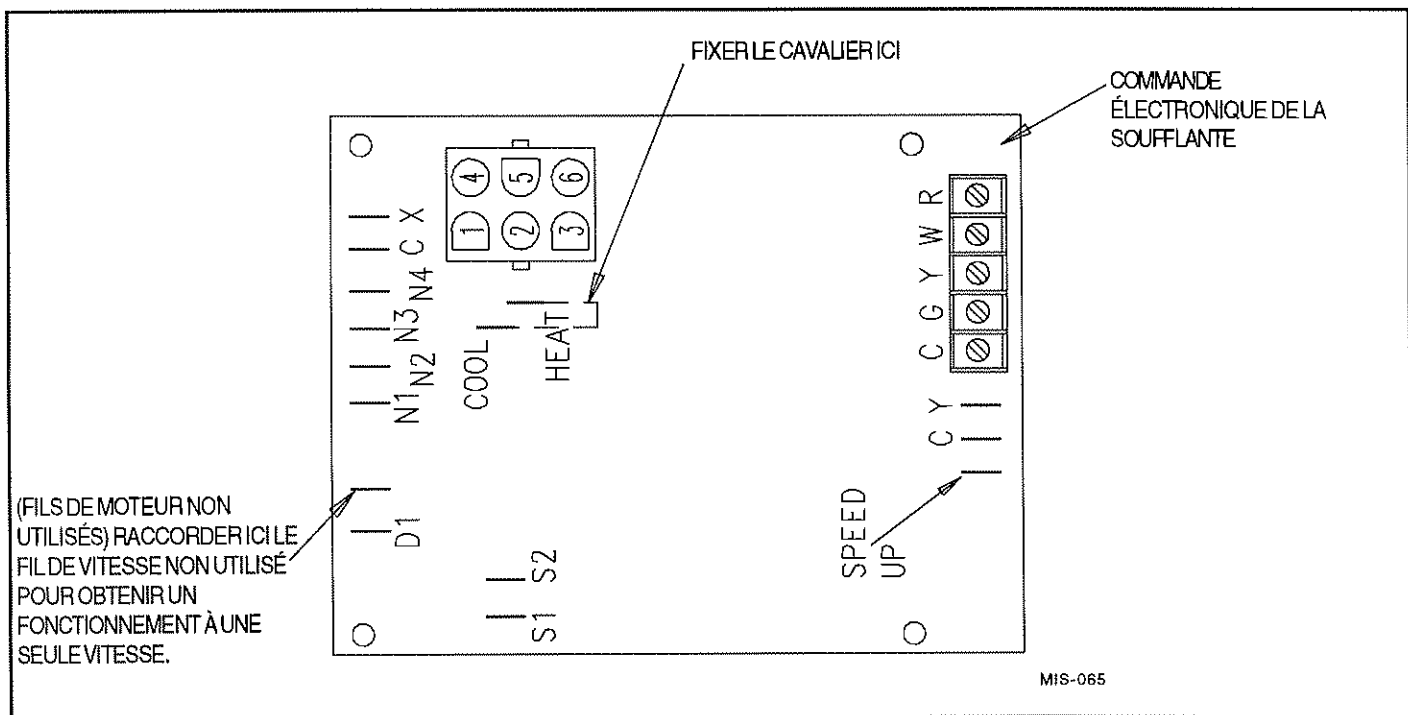 FIXER LE CAVALIER ICI
COMMANDE
ÉLECTRONIQUE DE LA
SOUFFLANTE
4 5 6
1 2 3
X
C
N4
N3
N2
N1
D1
COOL
HEAT
S2
S1
R
W
Y
G
C
Y
C
SPEED
UP
(FILS DE MOTEUR NON
UTILISÉS) RACCORDER ICI LE
FIL DE VITESSE NON UTILISÉ
POUR OBTENIR UN
FONCTIONNEMENT À UNE
SEULE VITESSE.
MIS-065